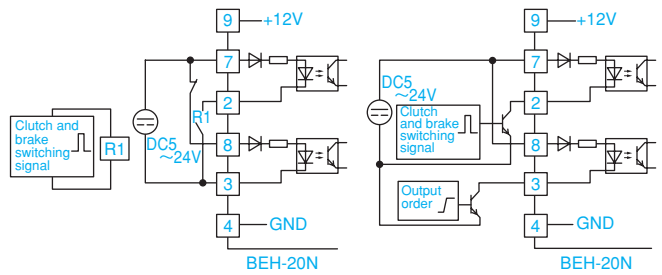 9
+12V
7
2
R1
DC5
~24V
8
3
4
GND
BEH-20N
Clutch and
brake
switching
signal
R1
9
+12V
7
DC5
~24V
2
Clutch
and brake
switching
signal
8
3
Output
order
4
GND
BEH-20N